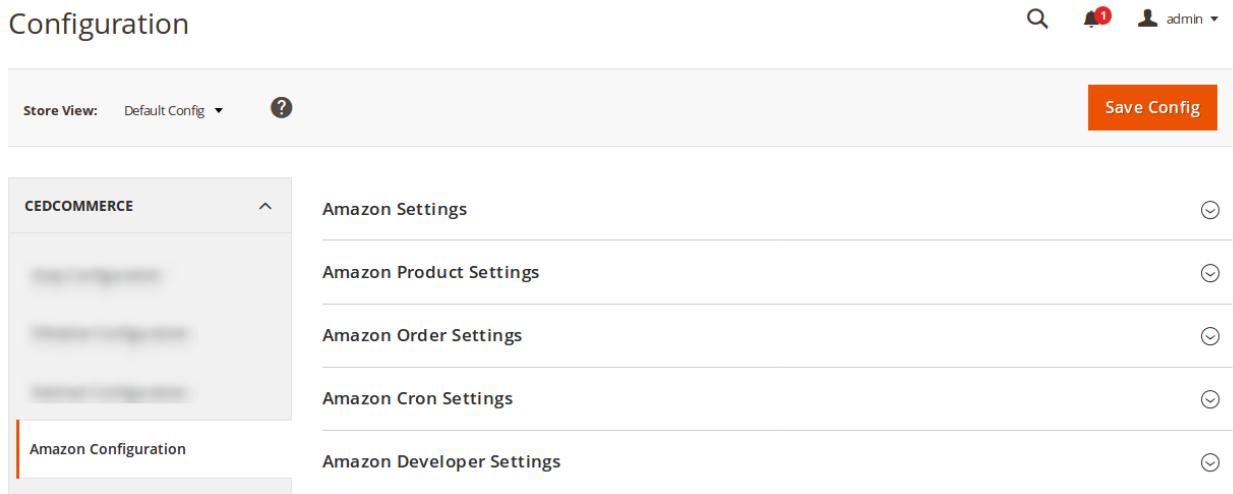 Configuration
1
admin
Store View: Default Config ?
Save Config
CEDCOMMERCE
Amazon Settings
Amazon Product Settings
Amazon Order Settings
Amazon Cron Settings
Amazon Configuration
Amazon Developer Settings